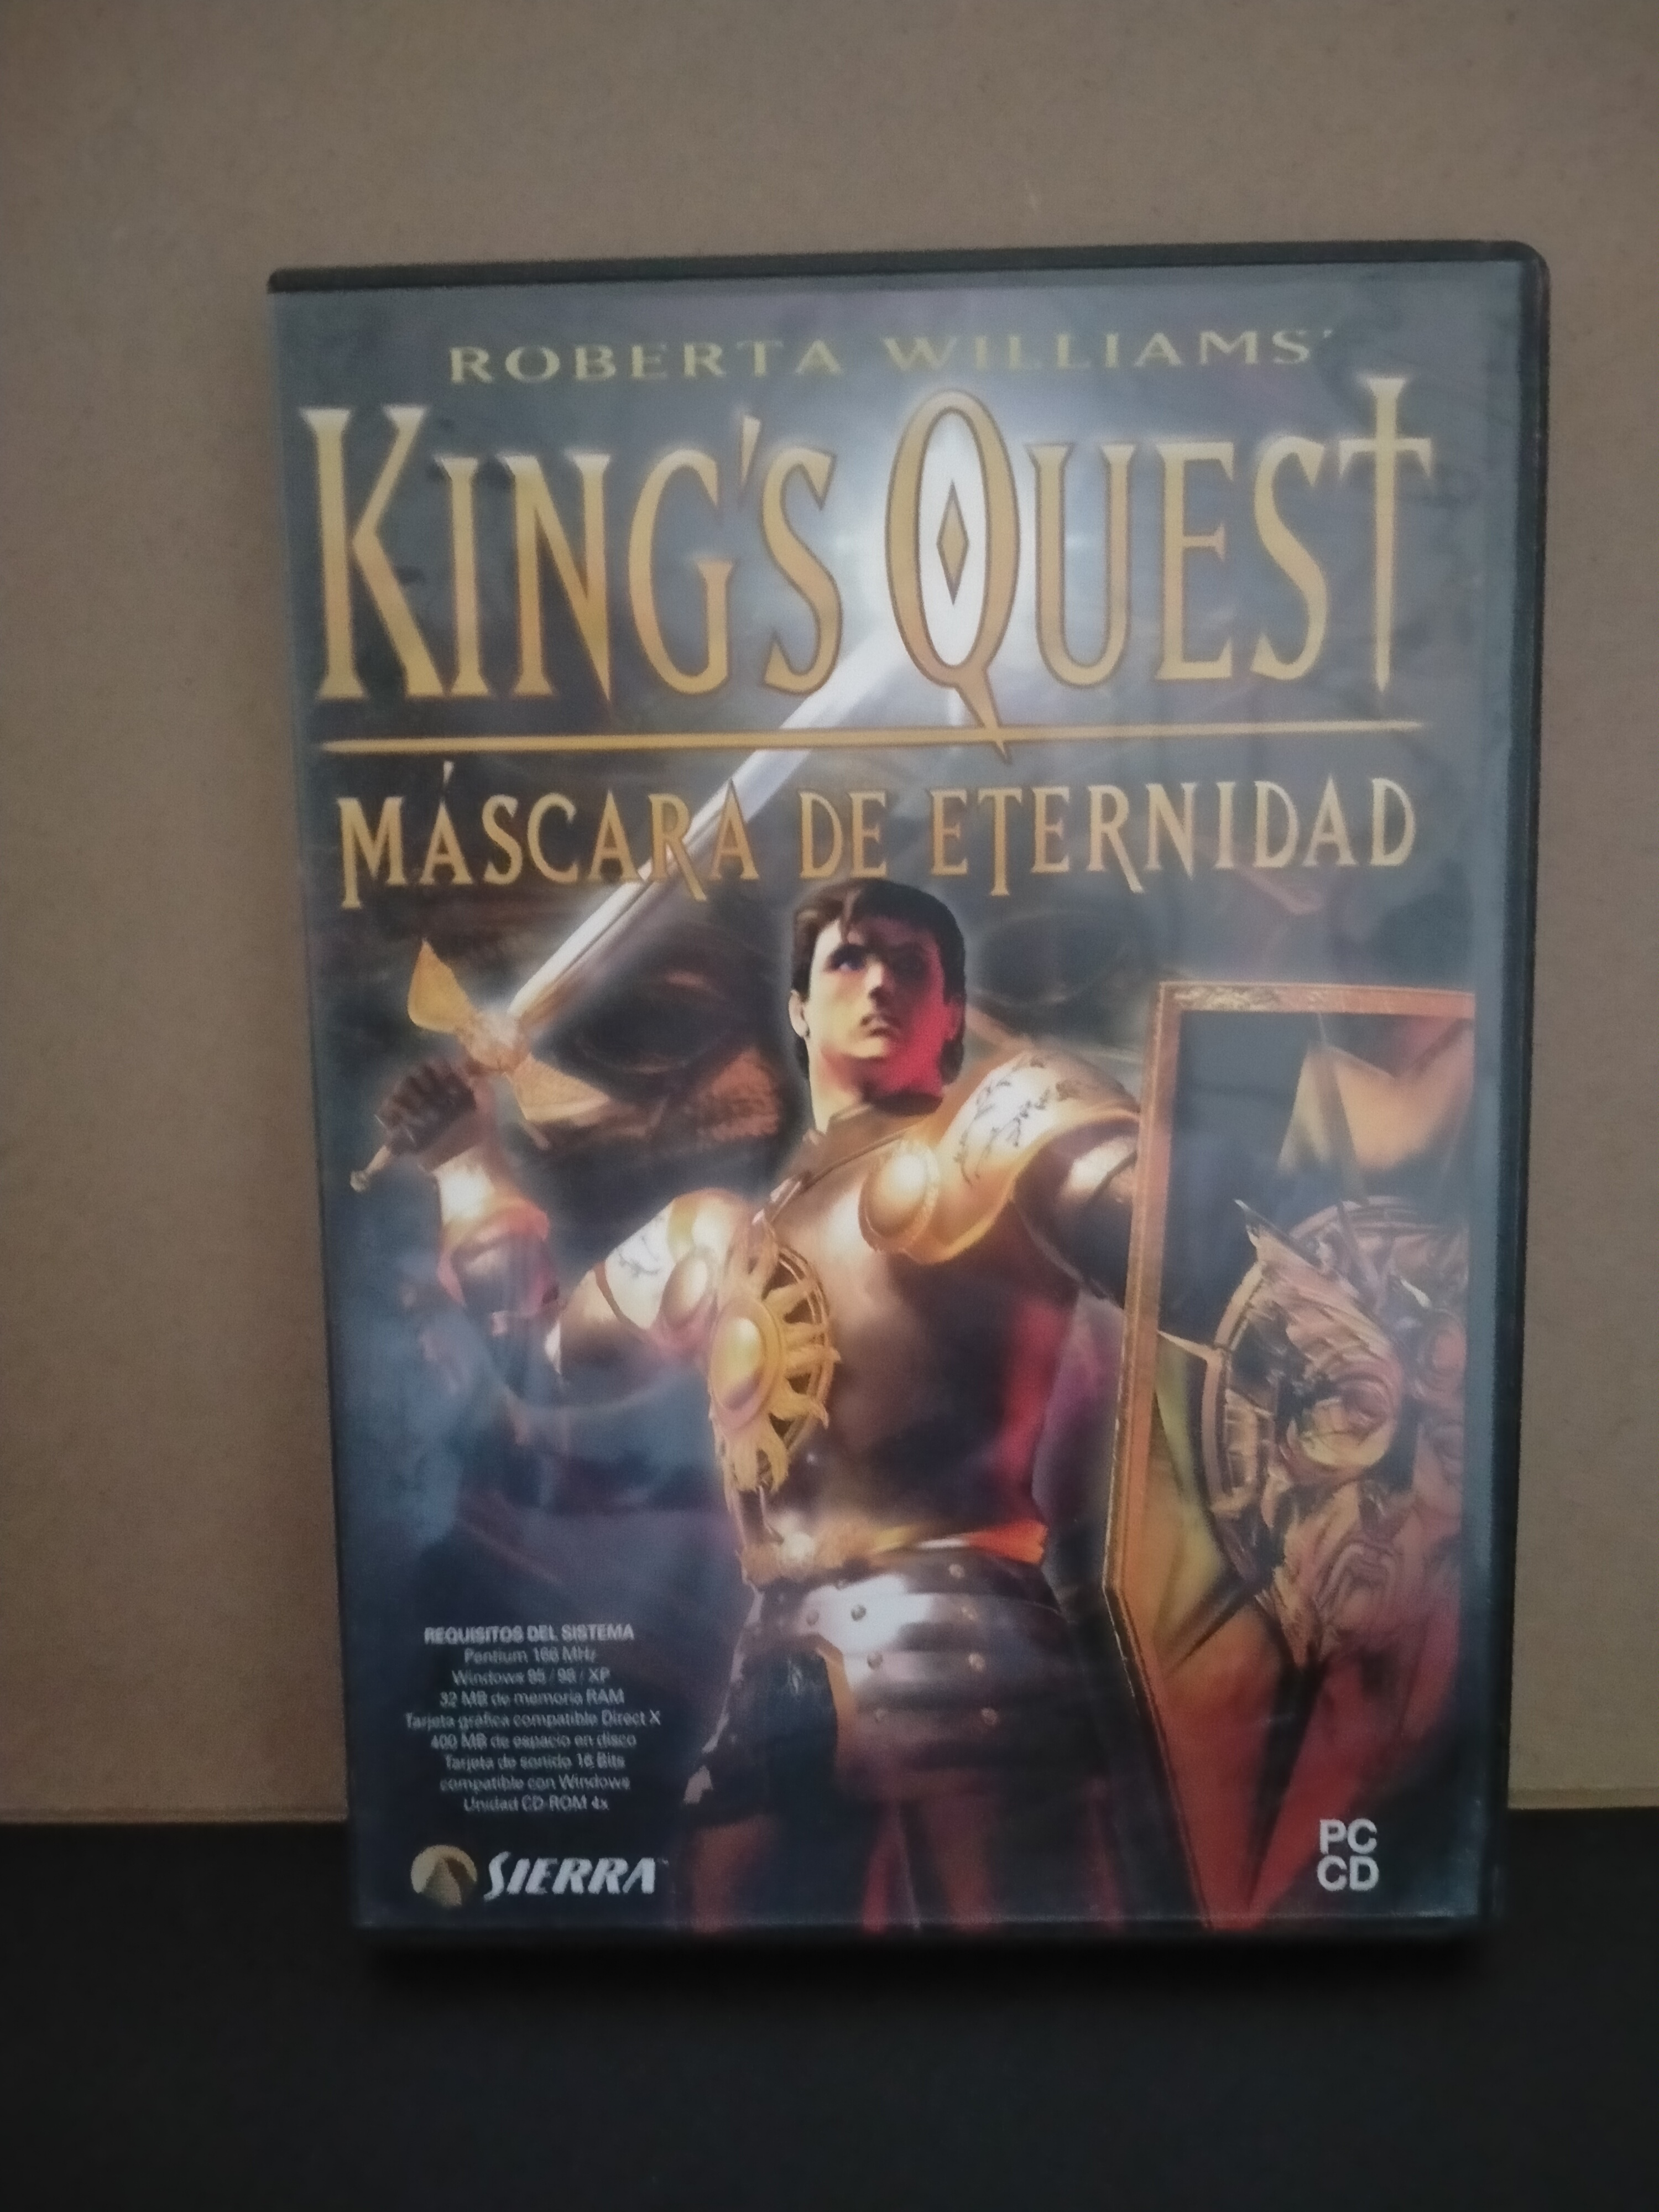 ROBERTA WILLIAMS'
KING'S QUEST
MÁSCARA DE ETERNIDAD
REQUISITOS DEL SISTEMA
Pentium 166 MHz
Windows 95 / 98 / XP
32 MB de memoria RAM
Tarjeta gráfica compatible Direct X
400 MB de espacio en disco
Tarjeta de sonido 16 Bits
compatible con Windows
Unidad CD-ROM 4x
SIERRA
PC
CD